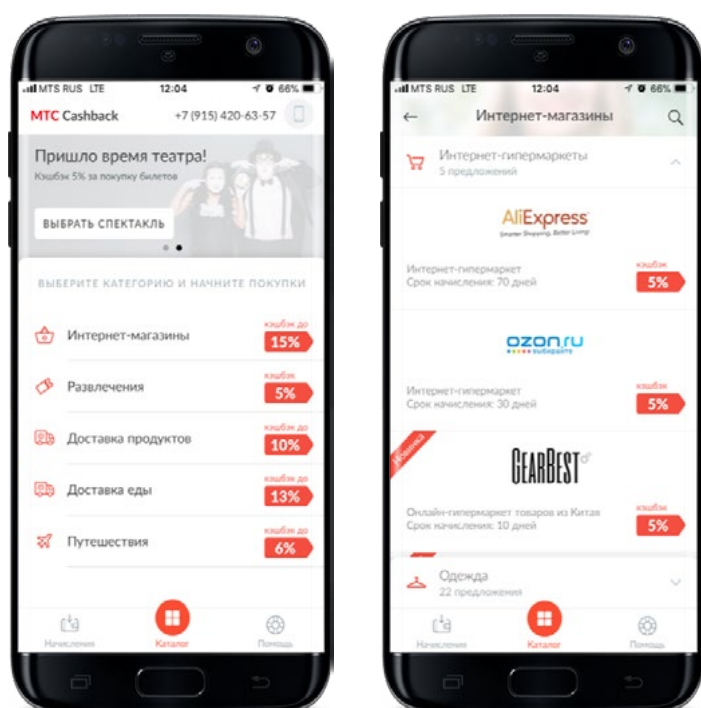 MTS RUS LTE 12:04 66%
МТС Cashback +7 (915) 420-63-57
Пришло время театра!
Кэшбэк 5% за покупку билетов
ВЫБРАТЬ СПЕКТАКЛЬ
ВЫБЕРИТЕ КАТЕГОРИЮ И НАЧНИТЕ ПОКУПКИ
кэшбэк до
Интернет-магазины 15%
кэшбэк
Развлечения 5%
кэшбэк до
Доставка продуктов 10%
кэшбэк до
Доставка еды 13%
кэшбэк до
Путешествия 6%
Начисления Каталог Помощь
MTS RUS LTE 12:04 66%
Интернет-магазины
Интернет-гипермаркеты
5 предложений
AliExpress
Smarter Shopping, Better Living!
Интернет-гипермаркет кэшбэк
Срок начисления: 70 дней 5%
OZON.ru
выбирайте
Интернет-гипермаркет кэшбэк
Срок начисления: 30 дней 5%
Новинка
GEARBEST
Онлайн-гипермаркет товаров из Китая кэшбэк
Срок начисления: 10 дней 5%
Одежда
22 предложения
Начисления Каталог Помощь